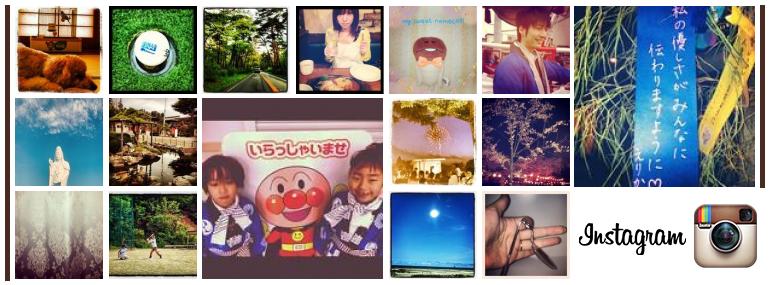 my sweet nameco!!!
私の優しさがみんなに
伝わりますように♡
えりか
いらっしゃいませ
Instagram